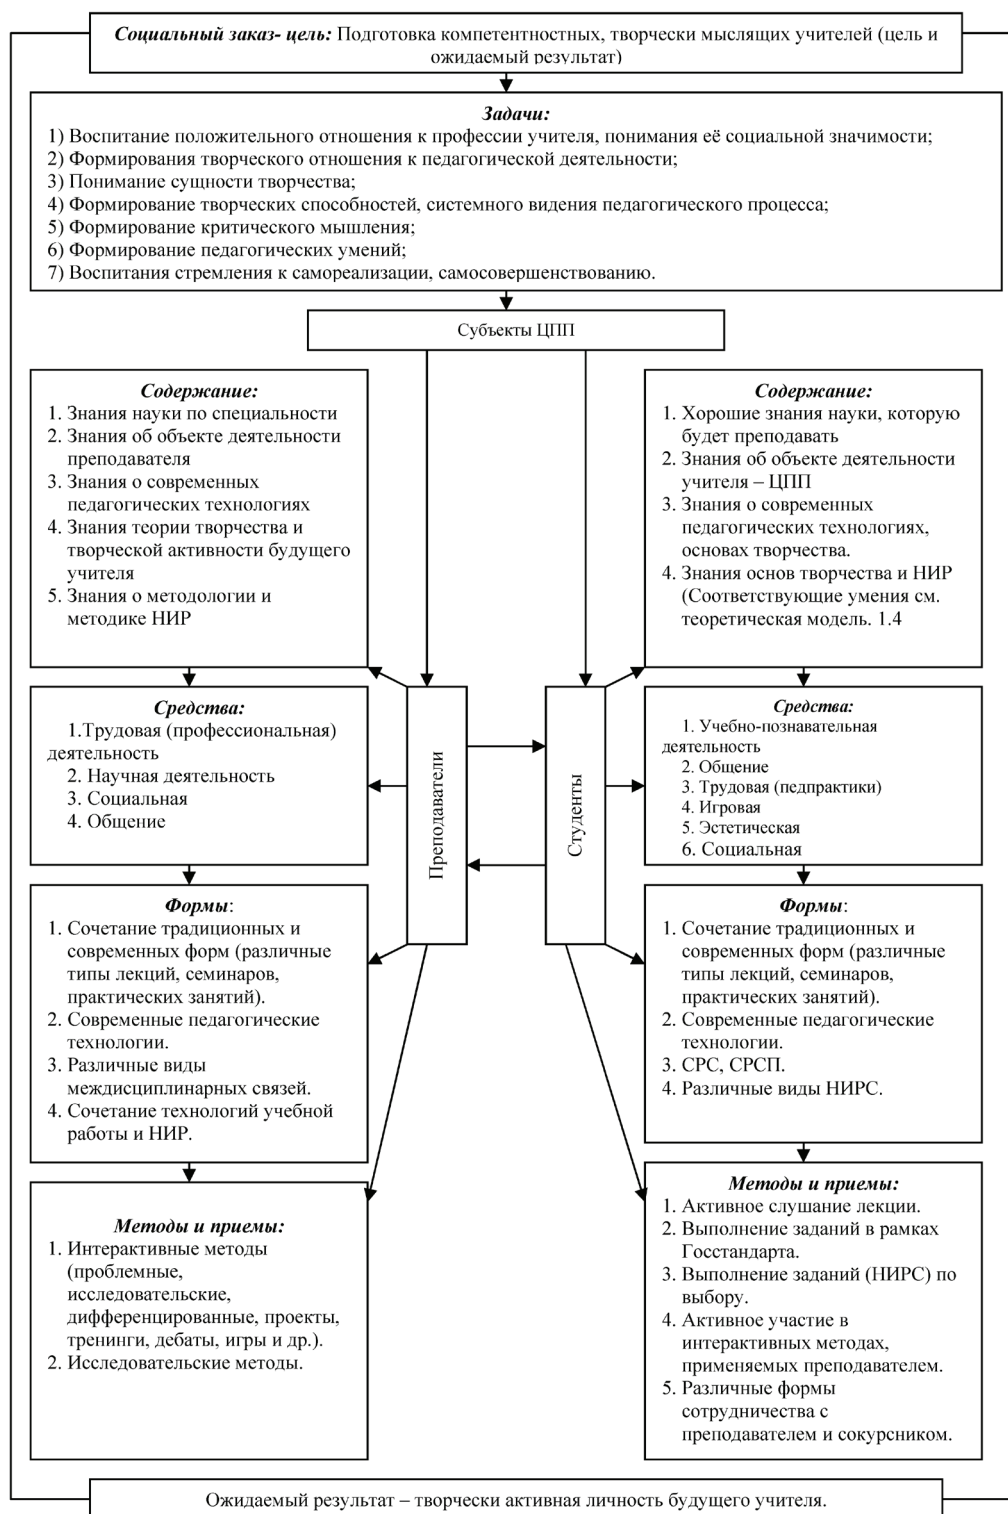 Социальный заказ- цель: Подготовка компетентностных, творчески мыслящих учителей (цель и
ожидаемый результат)
Задачи:
1) Воспитание положительного отношения к профессии учителя, понимания её социальной значимости;
2) Формирования творческого отношения к педагогической деятельности;
3) Понимание сущности творчества;
4) Формирование творческих способностей, системного видения педагогического процесса;
5) Формирование критического мышления;
6) Формирование педагогических умений;
7) Воспитания стремления к самореализации, самосовершенствованию.
Субъекты ЦПП
Содержание:
1. Знания науки по специальности
2. Знания об объекте деятельности
преподавателя
3. Знания о современных
педагогических технологиях
4. Знания теории творчества и
творческой активности будущего
учителя
5. Знания о методологии и
методике НИР
Средства:
1.Трудовая (профессиональная)
деятельность
2. Научная деятельность
3. Социальная
4. Общение
Формы:
1. Сочетание традиционных и
современных форм (различные
типы лекций, семинаров,
практических занятий).
2. Современные педагогические
технологии.
3. Различные виды
междисциплинарных связей.
4. Сочетание технологий учебной
работы и НИР.
Методы и приемы:
1. Интерактивные методы
(проблемные,
исследовательские,
дифференцированные, проекты,
тренинги, дебаты, игры и др.).
2. Исследовательские методы.
Преподаватели
Студенты
Содержание:
1. Хорошие знания науки, которую
будет преподавать
2. Знания об объекте деятельности
учителя – ЦПП
3. Знания о современных
педагогических технологиях,
основах творчества.
4. Знания основ творчества и НИР
(Соответствующие умения см.
теоретическая модель. 1.4
Средства:
1. Учебно-познавательная
деятельность
2. Общение
3. Трудовая (педпрактики)
4. Игровая
5. Эстетическая
6. Социальная
Формы:
1. Сочетание традиционных и
современных форм (различные
типы лекций, семинаров,
практических занятий).
2. Современные педагогические
технологии.
3. СРС, СРСП.
4. Различные виды НИРС.
Методы и приемы:
1. Активное слушание лекции.
2. Выполнение заданий в рамках
Госстандарта.
3. Выполнение заданий (НИРС) по
выбору.
4. Активное участие в
интерактивных методах,
применяемых преподавателем.
5. Различные формы
сотрудничества с
преподавателем и сокурсником.
Ожидаемый результат – творчески активная личность будущего учителя.